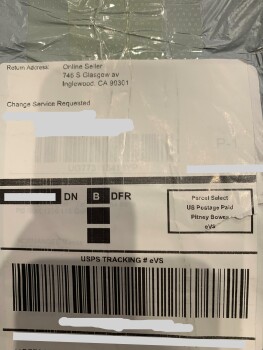 Return Address: Online Seller
746 S Glasgow av
Inglewood, CA 90301
Change Service Requested
DN B DFR
Parcel Select
US Postage Paid
Pitney Bowes
eVS
USPS TRACKING # eVS